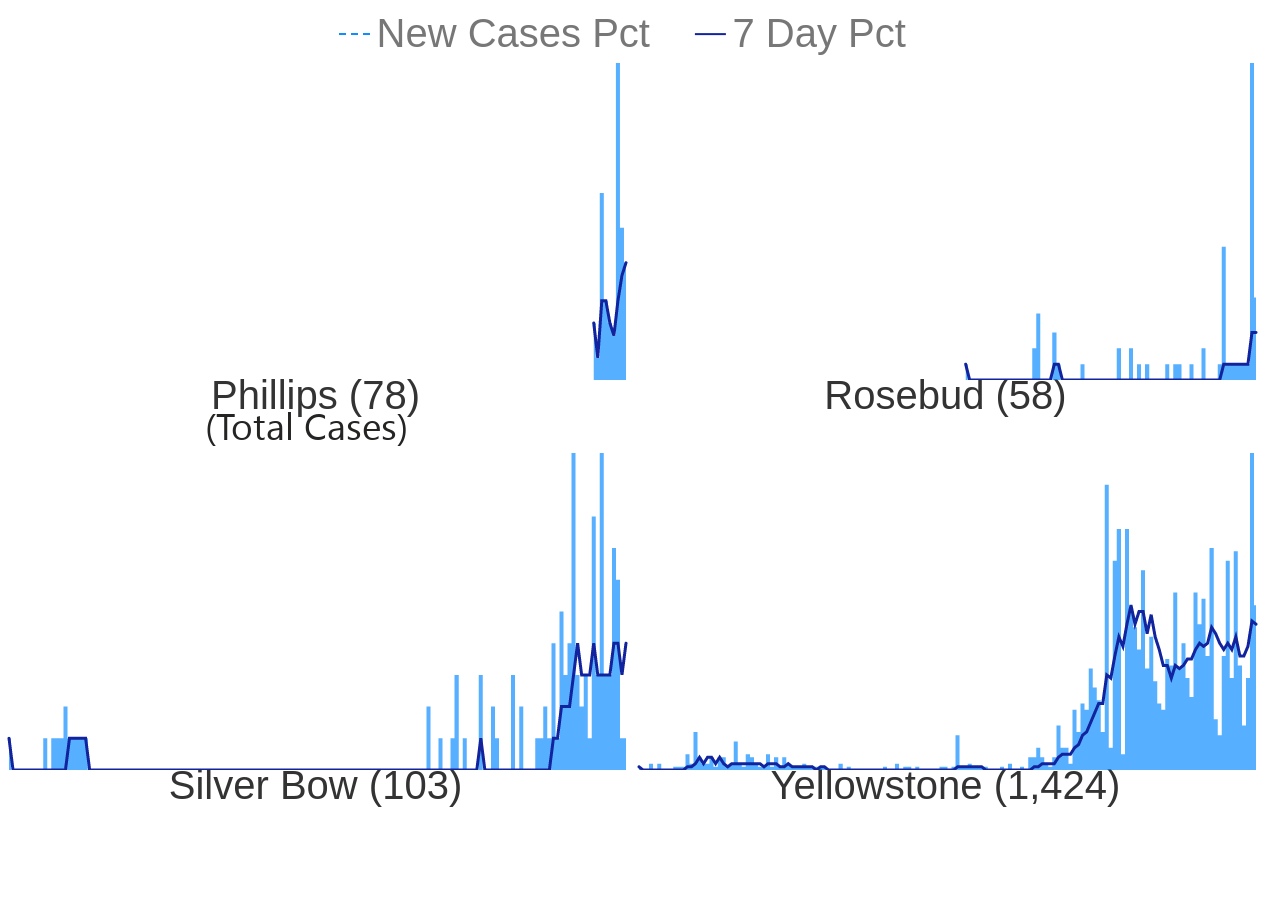 New Cases Pct 7 Day Pct
Phillips (78) Rosebud (58)
(Total Cases)
Silver Bow (103) Yellowstone (1,424)